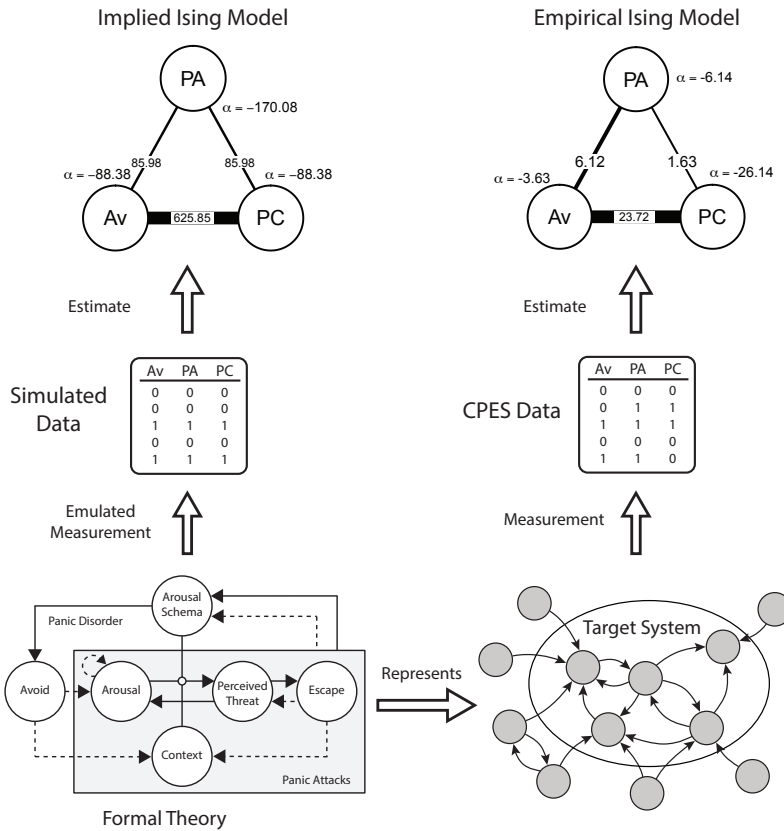 Implied Ising Model
Empirical Ising Model
PA
α = −170.08
85.98
85.98
α = −88.38
α = −88.38
Av
625.85
PC
PA
α = -6.14
6.12
1.63
α = -3.63
α = -26.14
Av
23.72
PC
Estimate
Estimate
Simulated
Data
Av PA PC
0 0 0
0 0 0
1 1 1
0 0 0
1 1 1
CPES Data
Av PA PC
0 0 0
0 1 1
1 1 1
0 0 0
1 1 0
Emulated
Measurement
Measurement
Arousal
Schema
Panic Disorder
Avoid
Arousal
Perceived
Threat
Escape
Context
Panic Attacks
Formal Theory
Represents
Target System